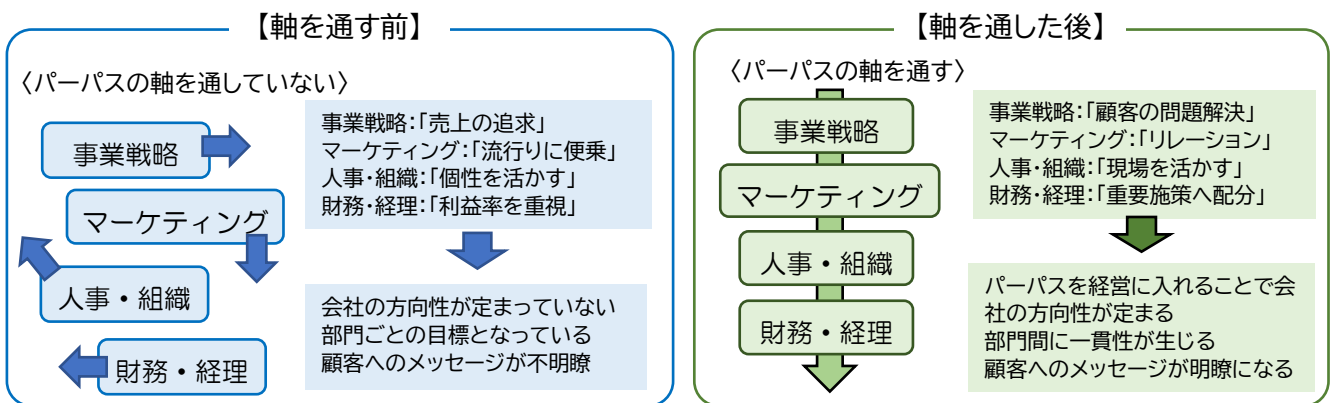 【軸を通す前】
〈パーパスの軸を通していない〉
事業戦略
マーケティング
人事・組織
財務・経理
事業戦略:「売上の追求」
マーケティング:「流行りに便乗」
人事・組織:「個性を活かす」
財務・経理:「利益率を重視」
会社の方向性が定まっていない
部門ごとの目標となっている
顧客へのメッセージが不明瞭
【軸を通した後】
〈パーパスの軸を通す〉
事業戦略
マーケティング
人事・組織
財務・経理
事業戦略:「顧客の問題解決」
マーケティング:「リレーション」
人事・組織:「現場を活かす」
財務・経理:「重要施策へ配分」
パーパスを経営に入れることで会
社の方向性が定まる
部門間に一貫性が生じる
顧客へのメッセージが明瞭になる